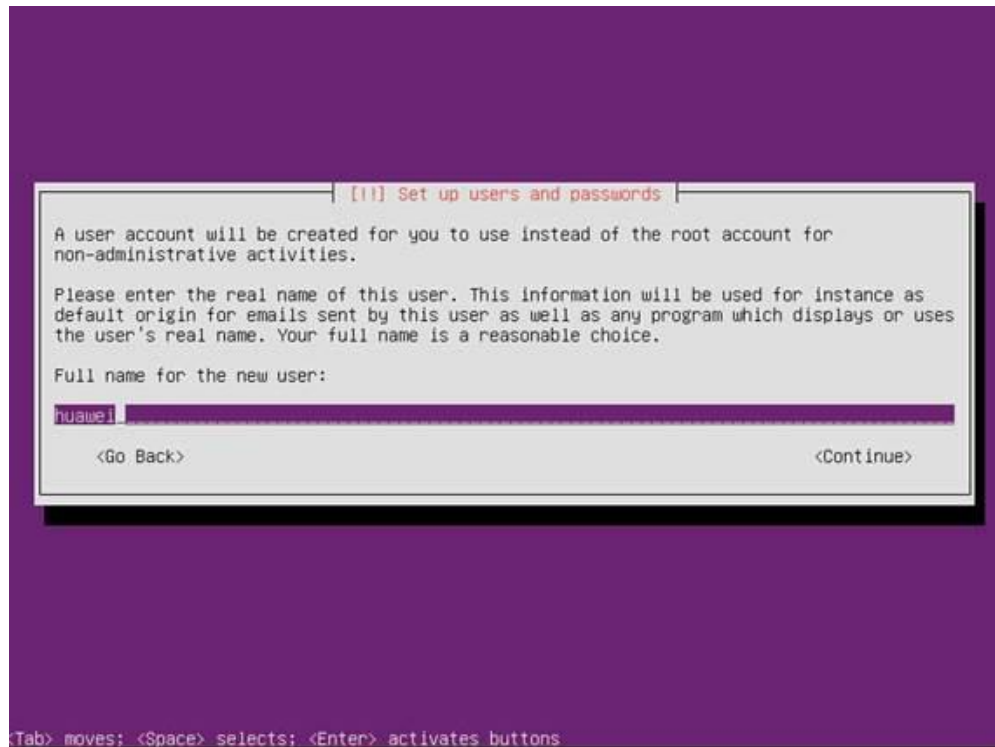 [!!] Set up users and passwords
A user account will be created for you to use instead of the root account for
non-administrative activities.
Please enter the real name of this user. This information will be used for instance as
default origin for emails sent by this user as well as any program which displays or uses
the user's real name. Your full name is a reasonable choice.
Full name for the new user:
huawei
<Go Back> <Continue>
<Tab> moves; <Space> selects; <Enter> activates buttons